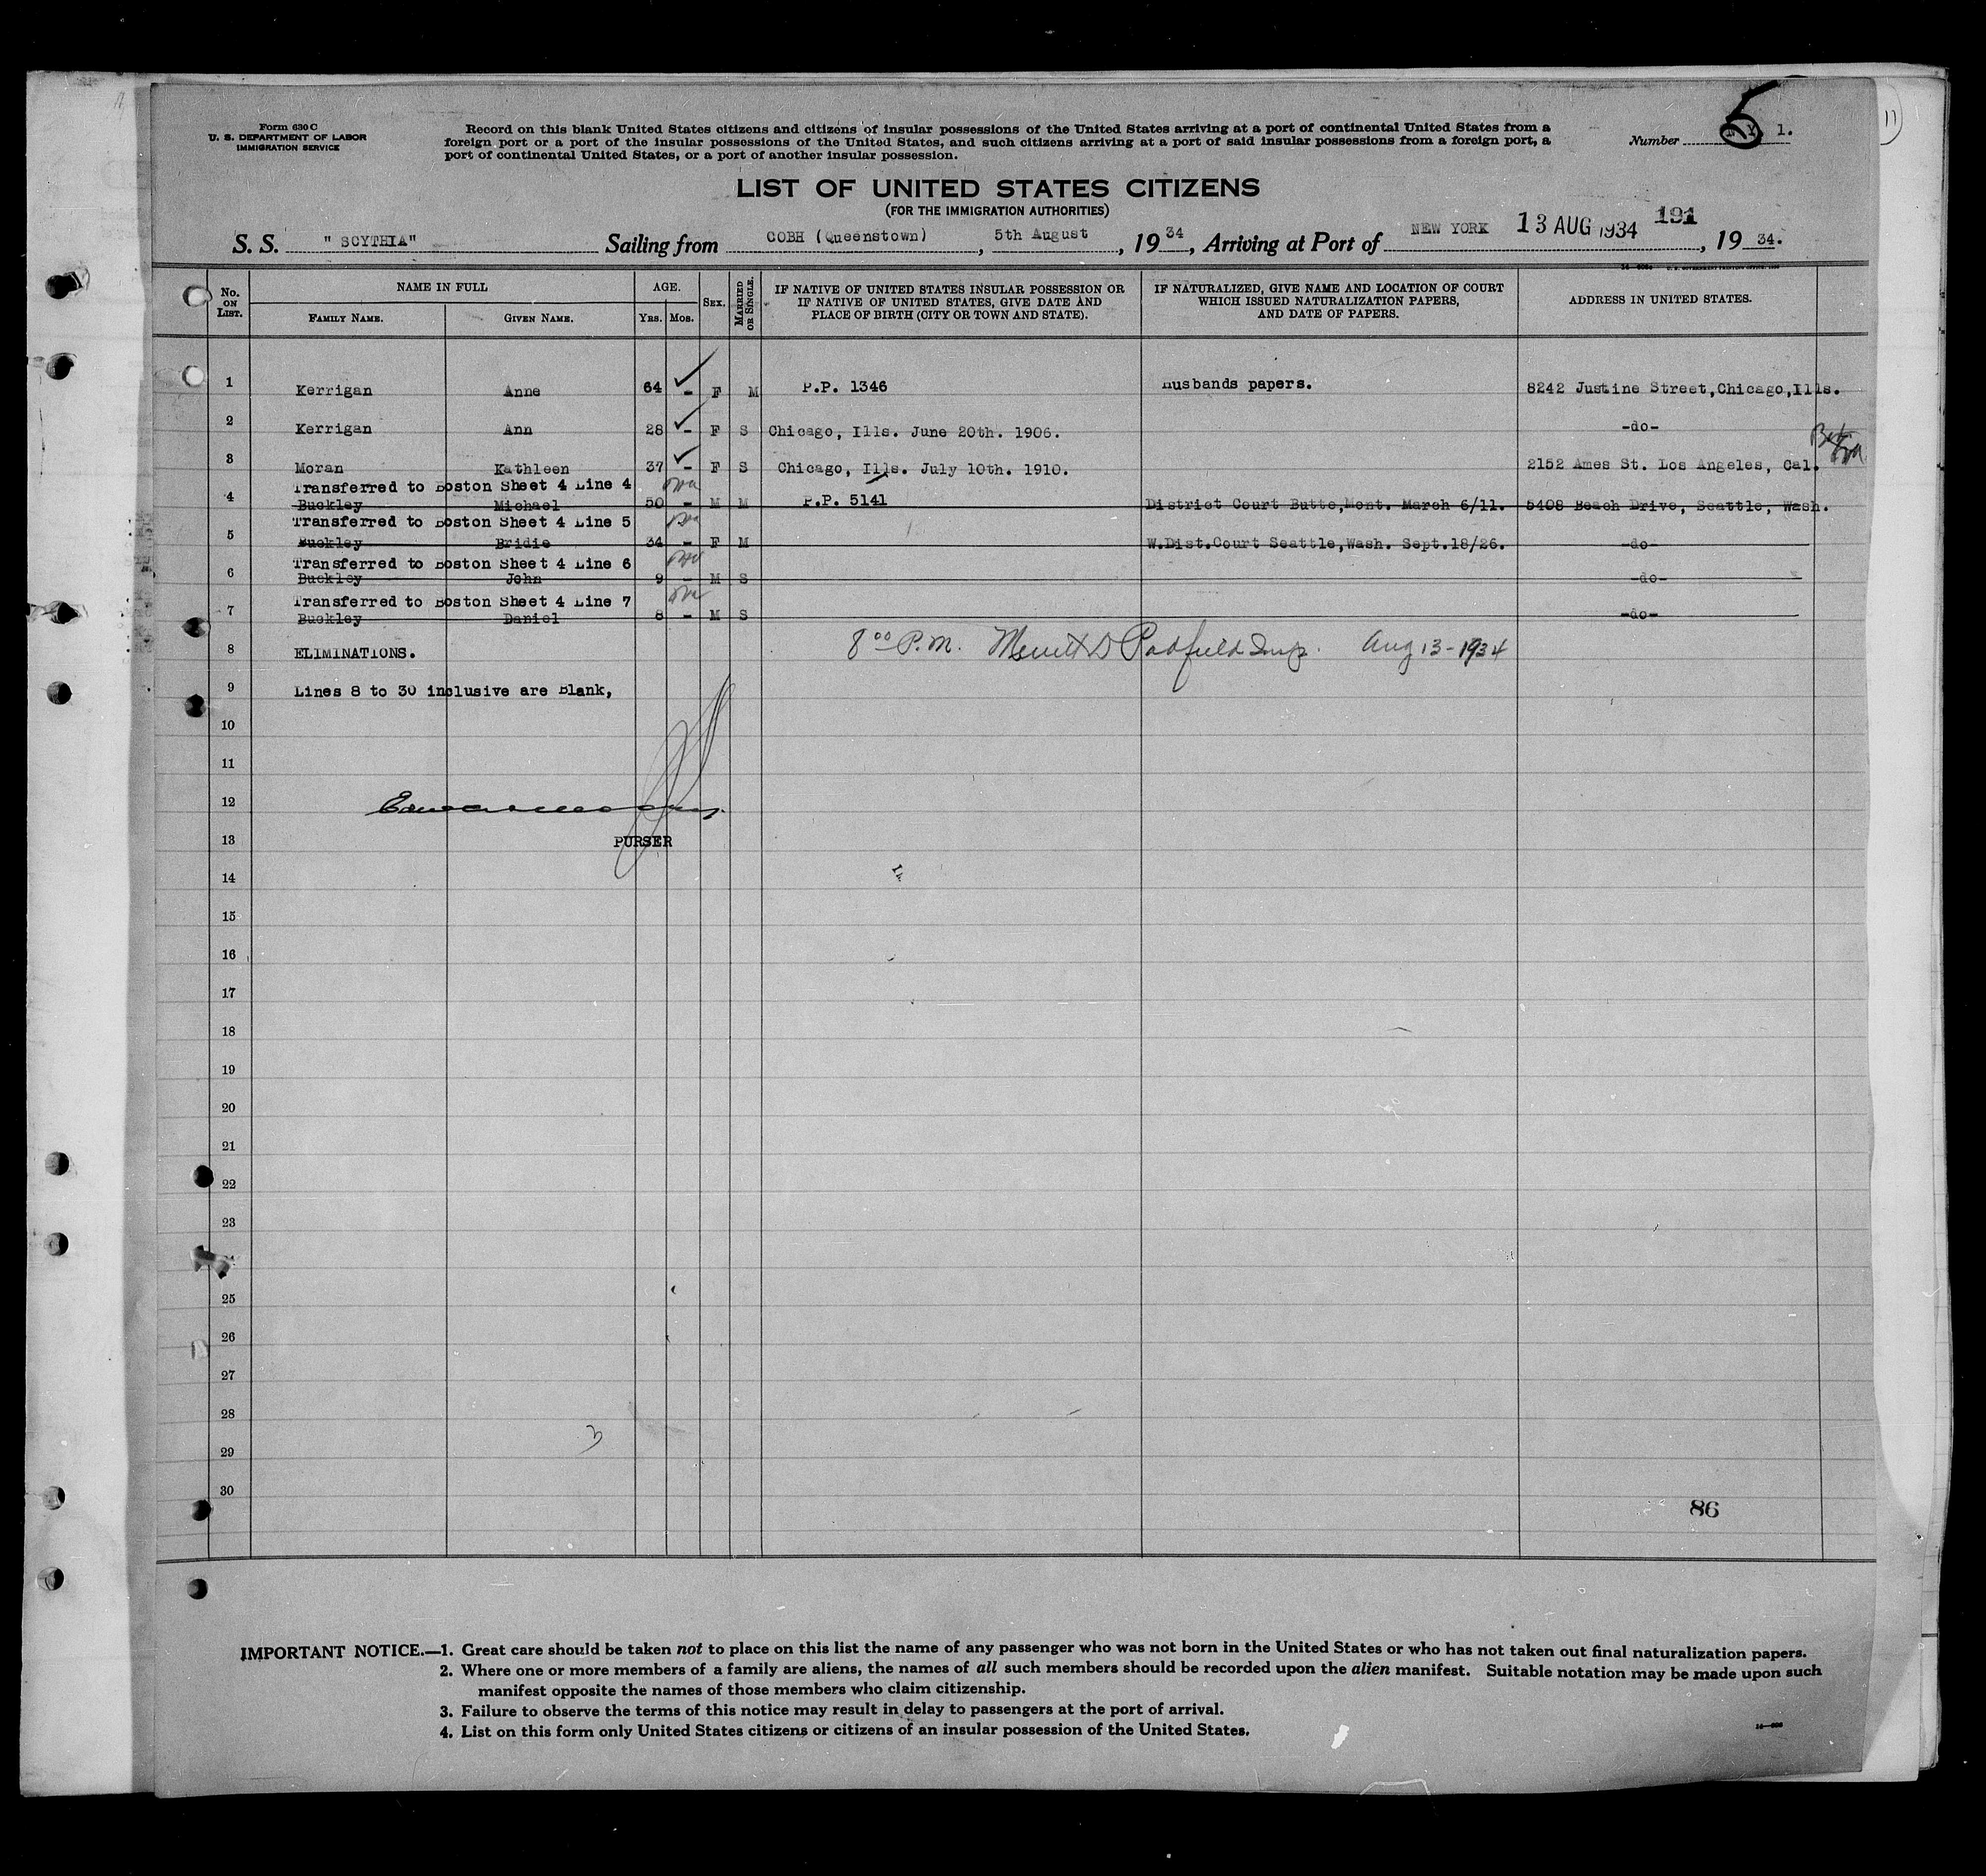 Form 630 C
U. S. DEPARTMENT OF LABOR
IMMIGRATION SERVICE
Record on this blank United States citizens and citizens of insular possessions of the United States arriving at a port of continental United States from a
foreign port or a port of the insular possessions of the United States, and such citizens arriving at a port of said insular possessions from a foreign port, a
port of continental United States, or a port of another insular possession.
Number 5 1.
11
LIST OF UNITED STATES CITIZENS
(FOR THE IMMIGRATION AUTHORITIES)
S. S. " SCYTHIA" Sailing from COBH (Queenstown), 5th August, 19 34, Arriving at Port of NEW YORK 13 AUG 1934 191, 19 34.
No. ON LIST. NAME IN FULL AGE. SEX. MARRIED OR SINGLE. IF NATIVE OF UNITED STATES INSULAR POSSESSION OR IF NATIVE OF UNITED STATES, GIVE DATE AND PLACE OF BIRTH (CITY OR TOWN AND STATE). IF NATURALIZED, GIVE NAME AND LOCATION OF COURT WHICH ISSUED NATURALIZATION PAPERS, AND DATE OF PAPERS. ADDRESS IN UNITED STATES.
FAMILY NAME. GIVEN NAME. YRS. MOS.
1 Kerrigan Anne 64 - F M P.P. 1346 Husbands papers. 8242 Justine Street,Chicago,Ills.
2 Kerrigan Ann 28 - F S Chicago, Ills. June 20th. 1906. -do-
3 Moran Kathleen 37 - F S Chicago, Ills. July 10th. 1910. 2152 Ames St. Los Angeles, Cal.
Transferred to Boston Sheet 4 Line 4
4 Buckley Michael 50 - M M P.P. 5141 District Court Butte,Mont. March 6/11. 5408 Beach Drive, Seattle, Wash.
Transferred to Boston Sheet 4 Line 5
5 Buckley Bridie 34 - F M W.Dist.Court Seattle,Wash. Sept.18/26. -do-
Transferred to Boston Sheet 4 Line 6
6 Buckley John 9 - M S -do-
Transferred to Boston Sheet 4 Line 7
7 Buckley Daniel 8 - M S -do-
8 ELIMINATIONS. 8 00 P.M. Merritt D Padfield Insp. Aug 13-1934
9 Lines 8 to 30 inclusive are Blank,
10
11
12
13 PURSER
14
15
16
17
18
19
20
21
22
23
25
26
27
28
29
30
86
IMPORTANT NOTICE.—1. Great care should be taken not to place on this list the name of any passenger who was not born in the United States or who has not taken out final naturalization papers.
2. Where one or more members of a family are aliens, the names of all such members should be recorded upon the alien manifest. Suitable notation may be made upon such
manifest opposite the names of those members who claim citizenship.
3. Failure to observe the terms of this notice may result in delay to passengers at the port of arrival.
4. List on this form only United States citizens or citizens of an insular possession of the United States.